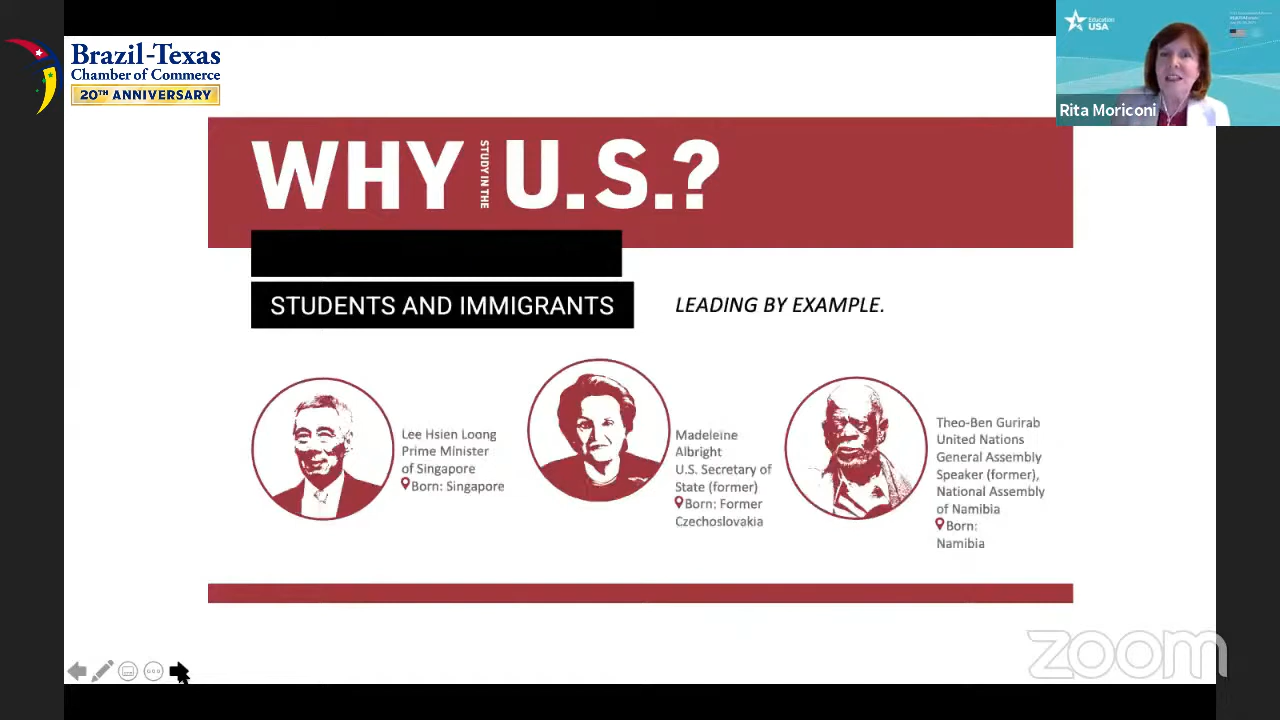 Brazil-Texas
Chamber of Commerce
20TH ANNIVERSARY
Education
USA
Rita Moriconi
WHY STUDY IN THE U.S.?
STUDENTS AND IMMIGRANTS
LEADING BY EXAMPLE.
Lee Hsien Loong
Prime Minister
of Singapore
Born: Singapore
Madeleine
Albright
U.S. Secretary of
State (former)
Born: Former
Czechoslovakia
Theo-Ben Gurirab
United Nations
General Assembly
Speaker (former),
National Assembly
of Namibia
Born:
Namibia
zoom